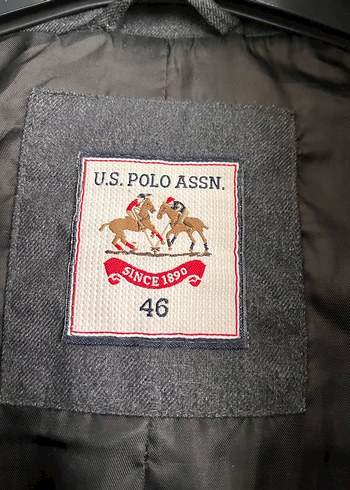 U.S. POLO ASSN.
SINCE 1890
46